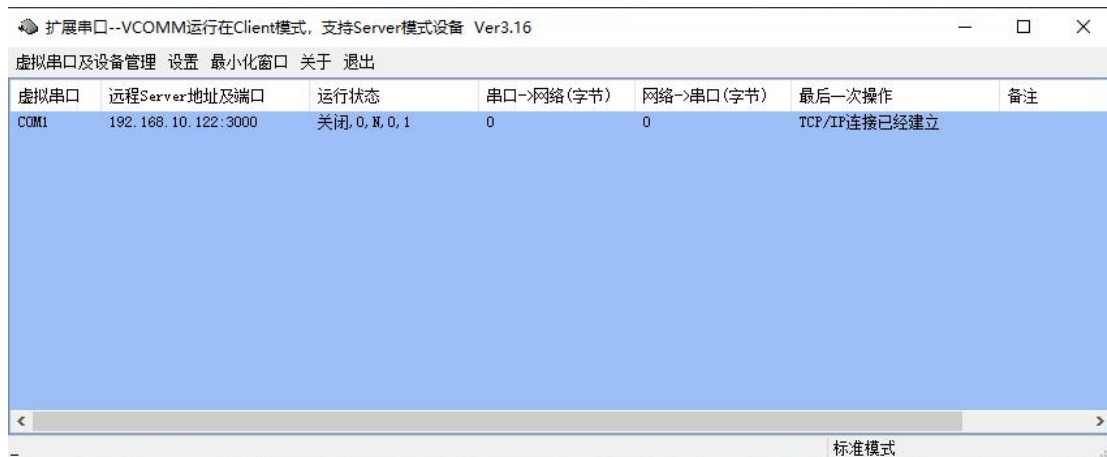 扩展串口--VCOMM运行在Client模式，支持Server模式设备 Ver3.16
虚拟串口及设备管理 设置 最小化窗口 关于 退出
虚拟串口 远程Server地址及端口 运行状态 串口->网络(字节) 网络->串口(字节) 最后一次操作 备注
COM1 192.168.10.122:3000 关闭,0,N,0,1 0 0 TCP/IP连接已经建立
标准模式